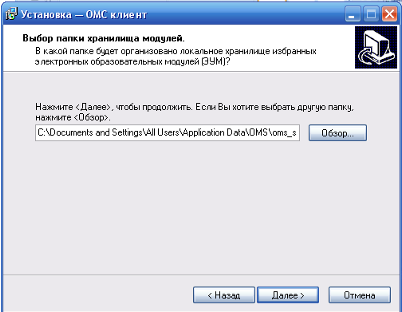 Установка — ОМС клиент
Выбор папки хранилища модулей.
В какой папке будет организовано локальное хранилище избранных
электронных образовательных модулей (ЭУМ)?
Нажмите <Далее>, чтобы продолжить. Если Вы хотите выбрать другую папку,
нажмите <Обзор>.
C:\Documents and Settings\All Users\Application Data\OMS\oms_s
Обзор...
< Назад
Далее >
Отмена